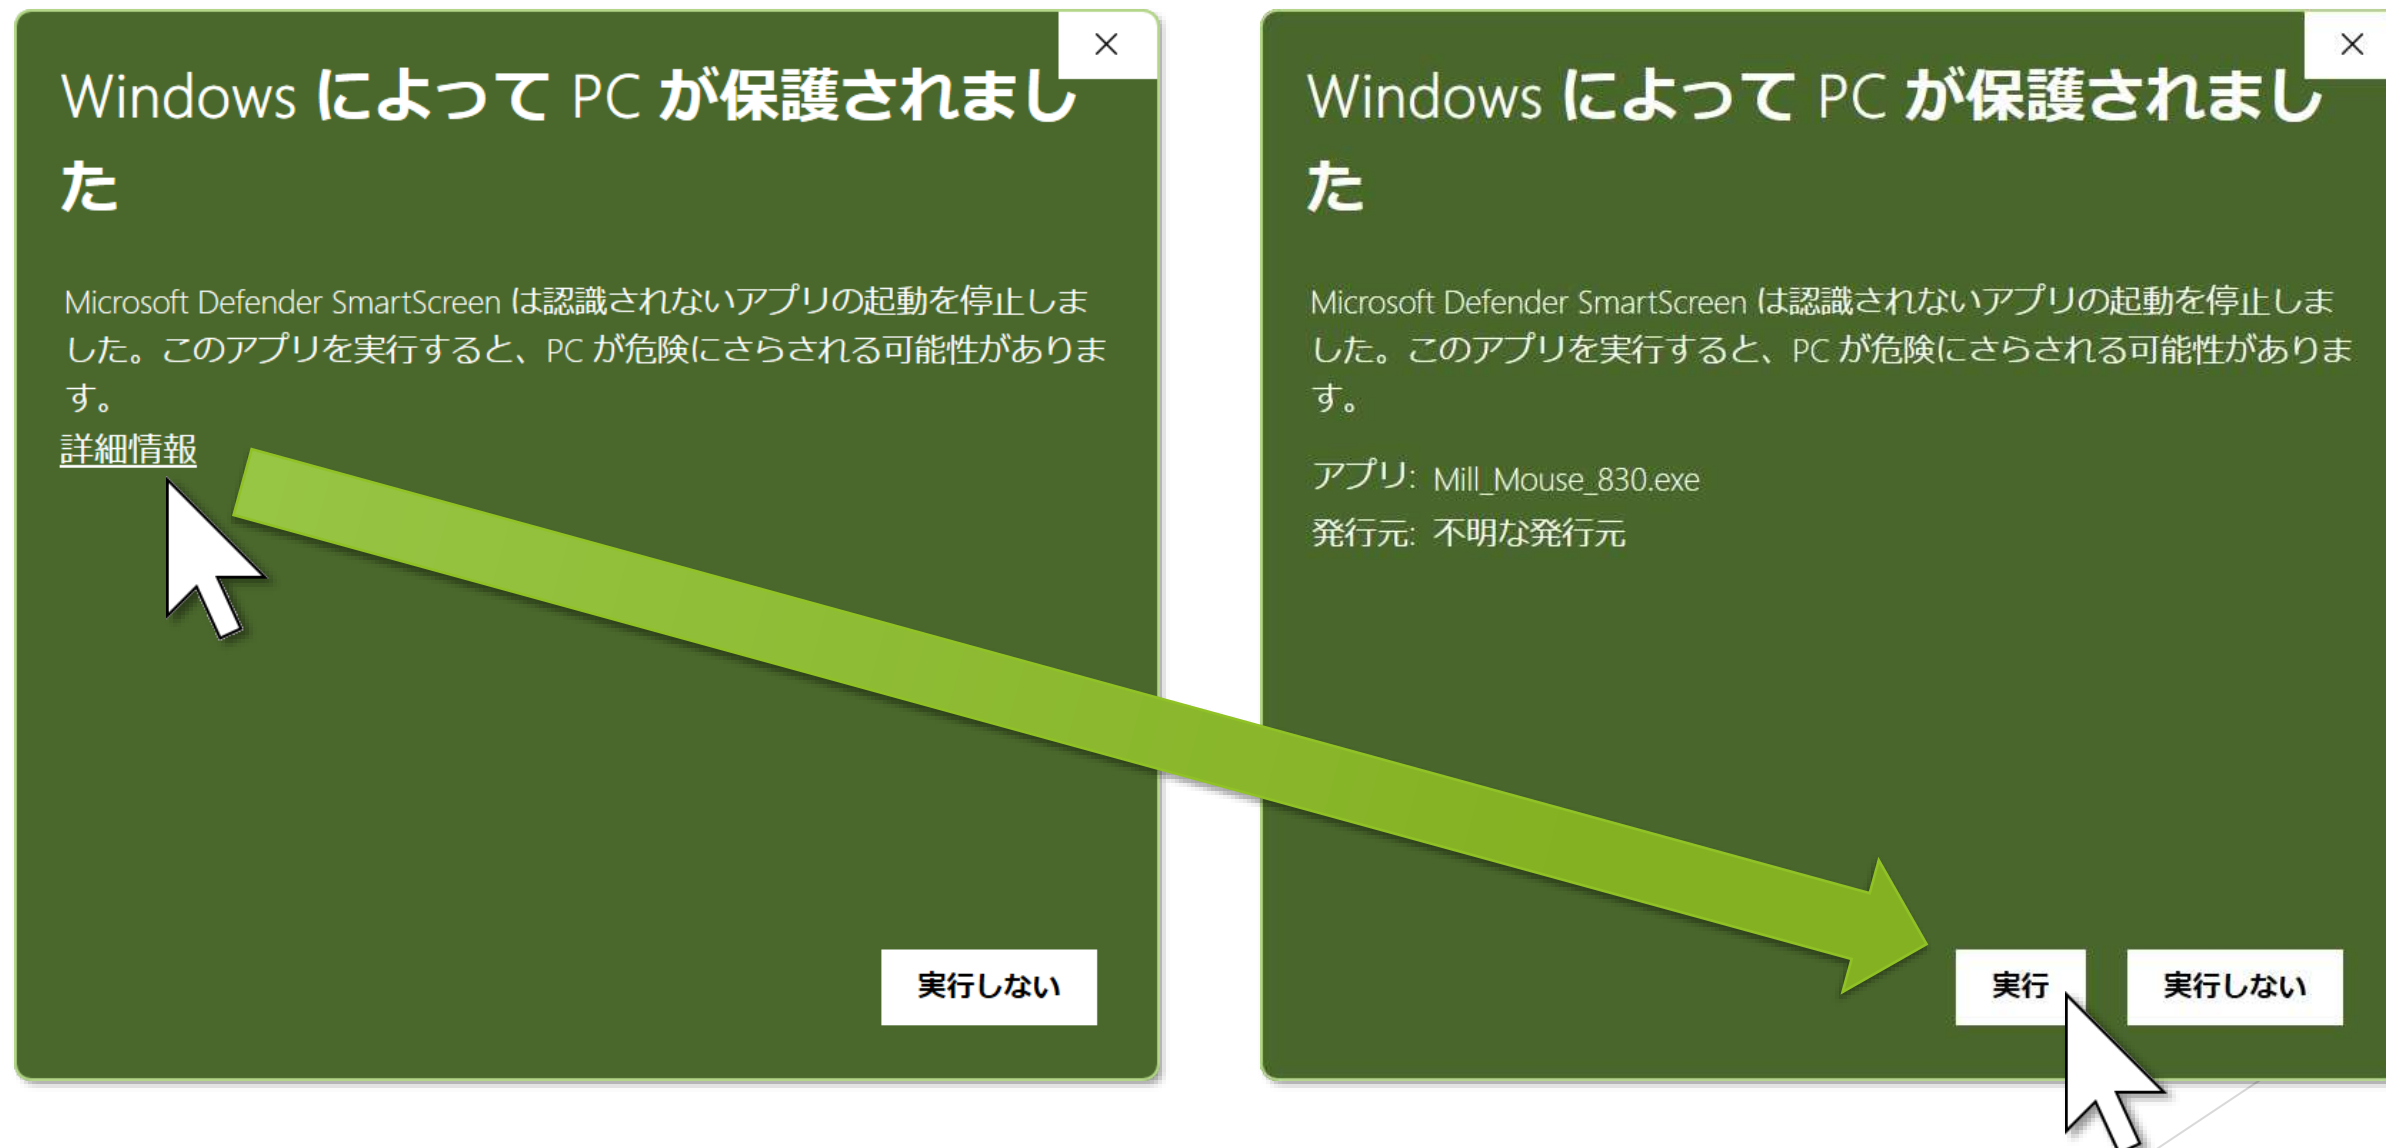 Windows によって PC が保護されまし
た
Microsoft Defender SmartScreen は認識されないアプリの起動を停止しま
した。このアプリを実行すると、PC が危険にさらされる可能性がありま
す。
詳細情報
実行しない
Windows によって PC が保護されまし
た
Microsoft Defender SmartScreen は認識されないアプリの起動を停止しま
した。このアプリを実行すると、PC が危険にさらされる可能性がありま
す。
アプリ: Mill_Mouse_830.exe
発行元: 不明な発行元
実行 実行しない